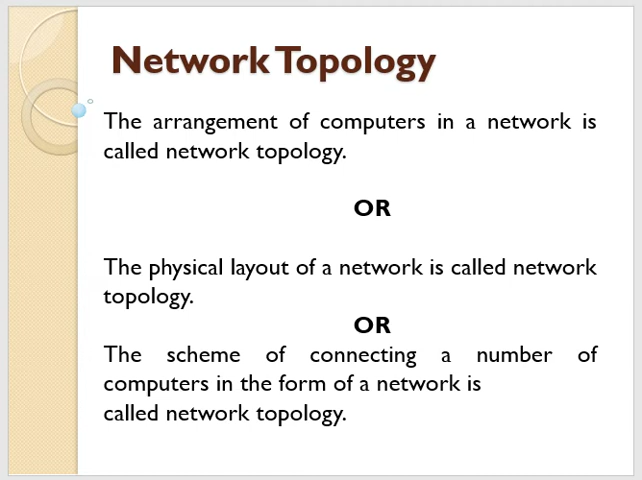 Network Topology
The arrangement of computers in a network is
called network topology.
OR
The physical layout of a network is called network
topology.
OR
The scheme of connecting a number of
computers in the form of a network is
called network topology.